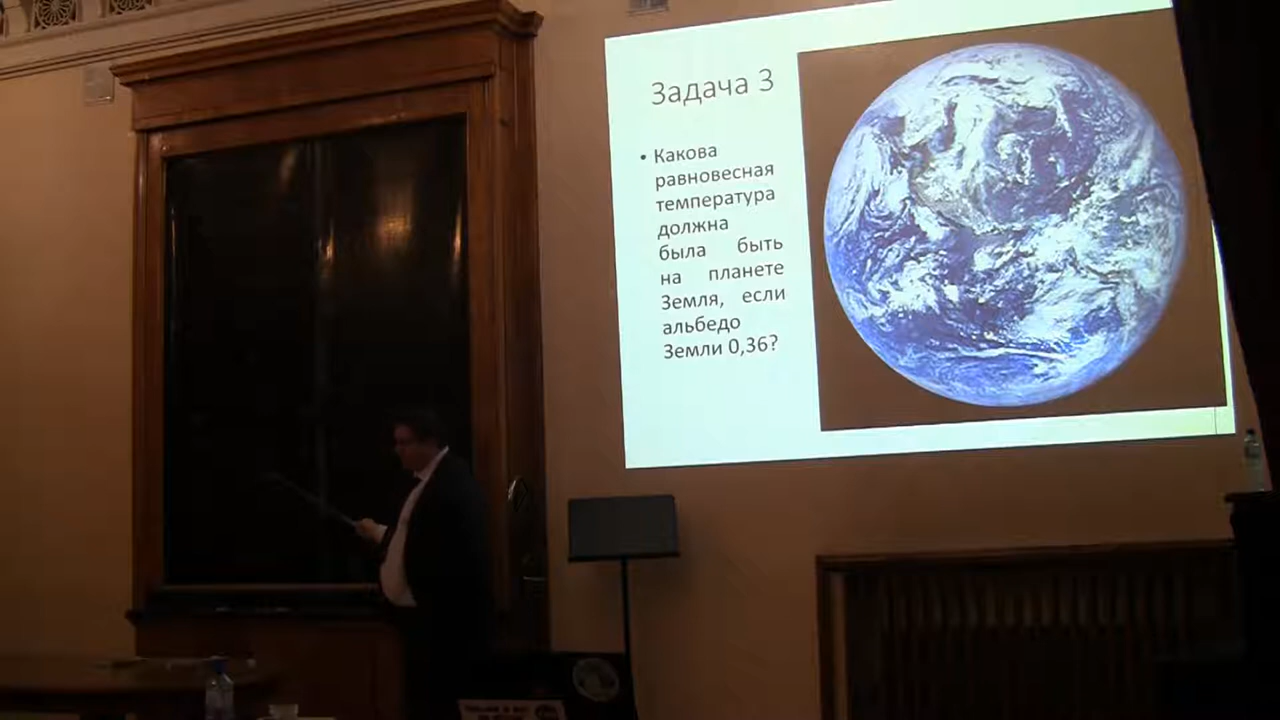 Задача 3
• Какова
равновесная
температура
должна
была быть
на планете
Земля, если
альбедо
Земли 0,36?